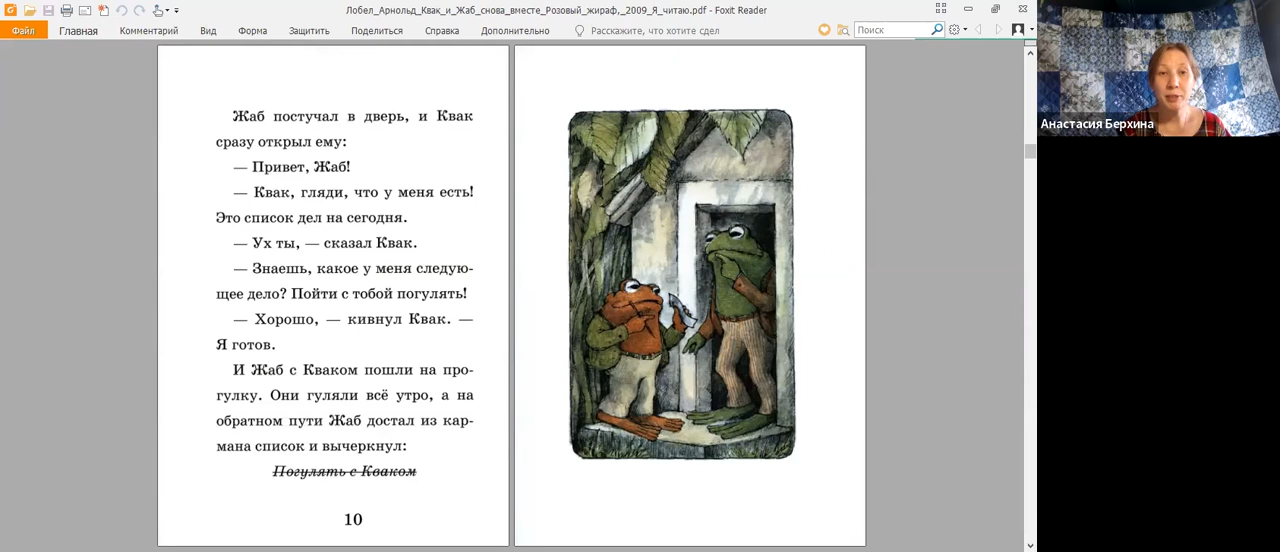 Лобел_Арнольд_Квак_и_Жаб_снова_вместе_Розовый_жираф,_2009_Я_читаю.pdf - Foxit Reader
Файл Главная Комментарий Вид Форма Защитить Поделиться Справка Дополнительно Расскажите, что хотите сдел Поиск
Анастасия Берхина
Жаб постучал в дверь, и Квак
сразу открыл ему:
— Привет, Жаб!
— Квак, гляди, что у меня есть!
Это список дел на сегодня.
— Ух ты, — сказал Квак.
— Знаешь, какое у меня следую-
щее дело? Пойти с тобой погулять!
— Хорошо, — кивнул Квак. —
Я готов.
И Жаб с Кваком пошли на про-
гулку. Они гуляли всё утро, а на
обратном пути Жаб достал из кар-
мана список и вычеркнул:
Погулять с Кваком
10